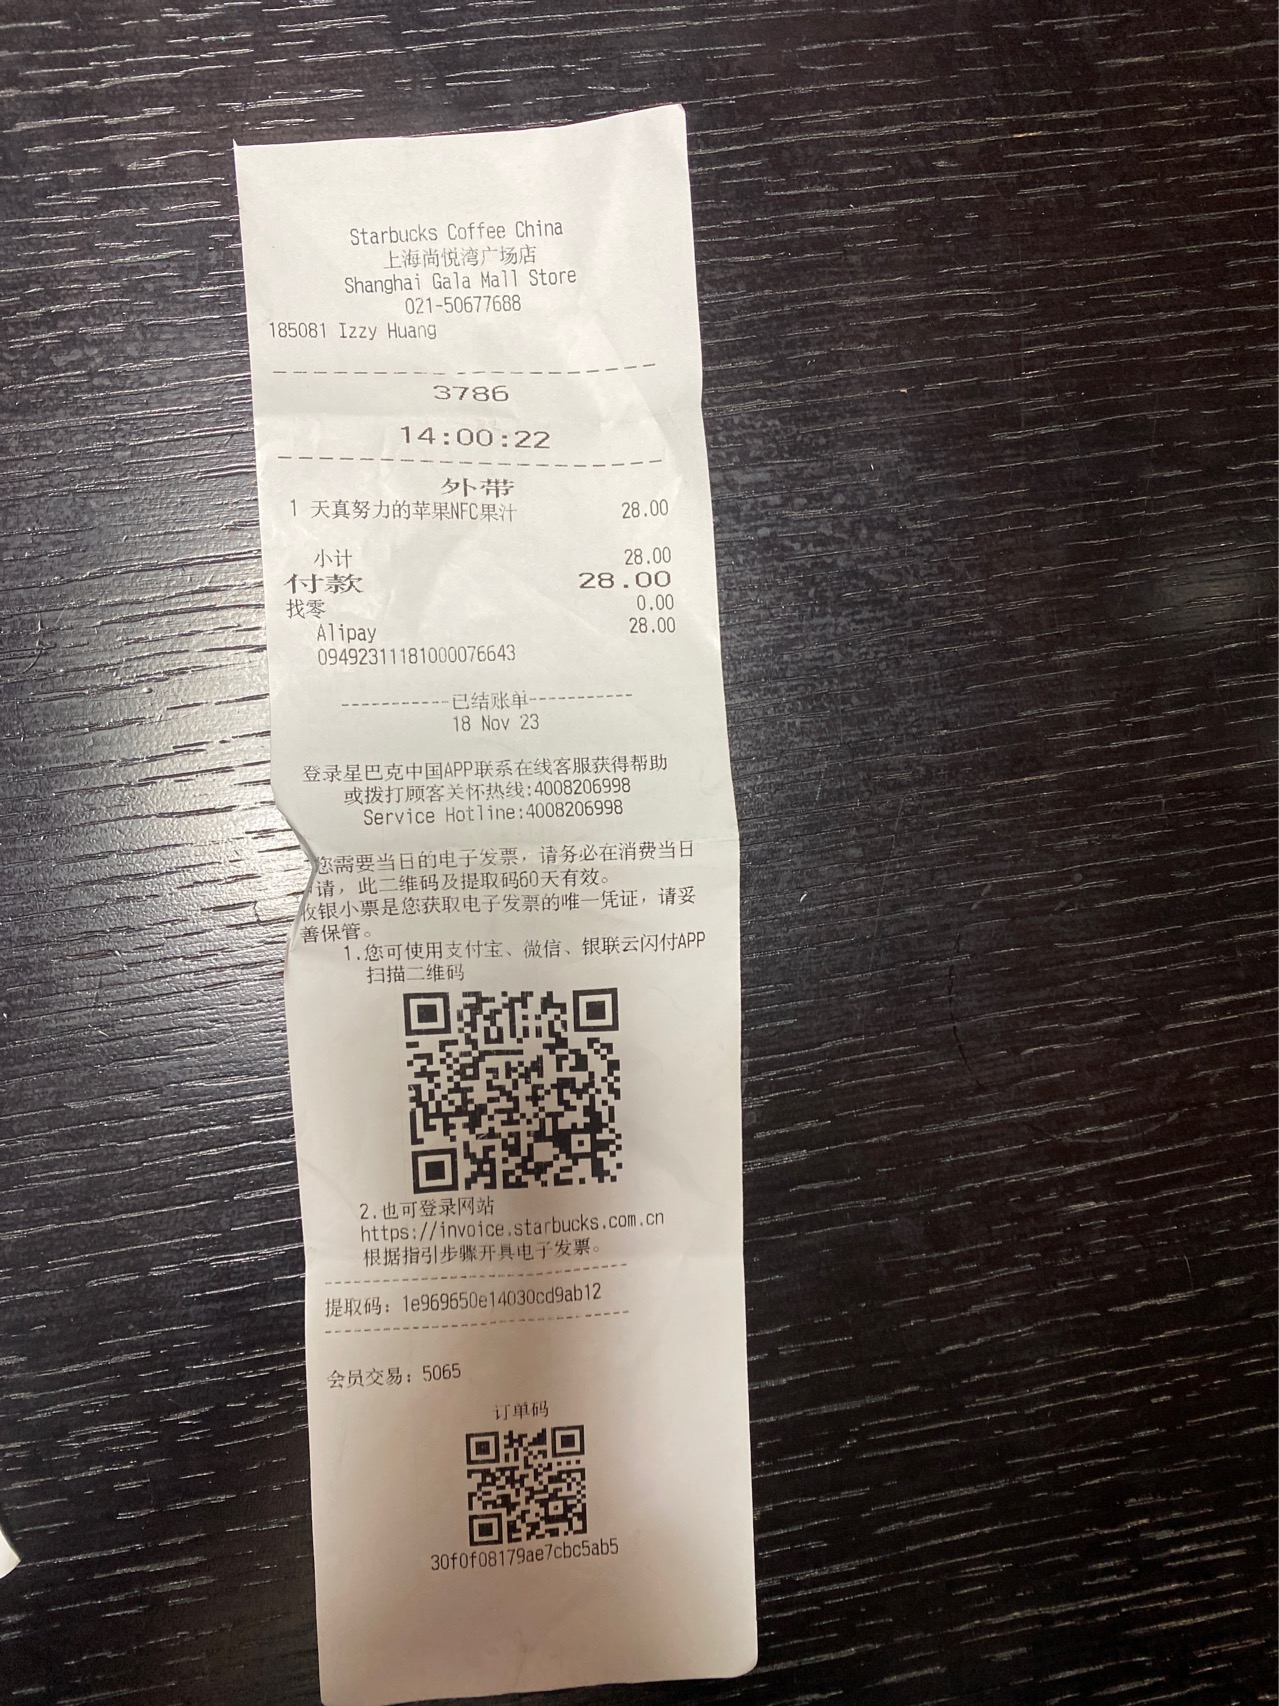 Starbucks Coffee China
上海尚悦湾广场店
Shanghai Gala Mall Store
021-50677688
185081 Izzy Huang
3786
14:00:22
外带
1 天真努力的苹果NFC果汁 28.00
小计 28.00
付款 28.00
找零 0.00
Alipay 28.00
09492311181000076643
-----------已结账单-----------
18 Nov 23
登录星巴克中国APP联系在线客服获得帮助
或拨打顾客关怀热线:4008206998
Service Hotline:4008206998
您需要当日的电子发票，请务必在消费当日
请，此二维码及提取码60天有效。
收银小票是您获取电子发票的唯一凭证，请妥
善保管。
1.您可使用支付宝、微信、银联云闪付APP
扫描二维码
2.也可登录网站
https://invoice.starbucks.com.cn
根据指引步骤开具电子发票。
提取码：1e969650e14030cd9ab12
会员交易：5065
订单码
30f0f08179ae7cbc5ab5